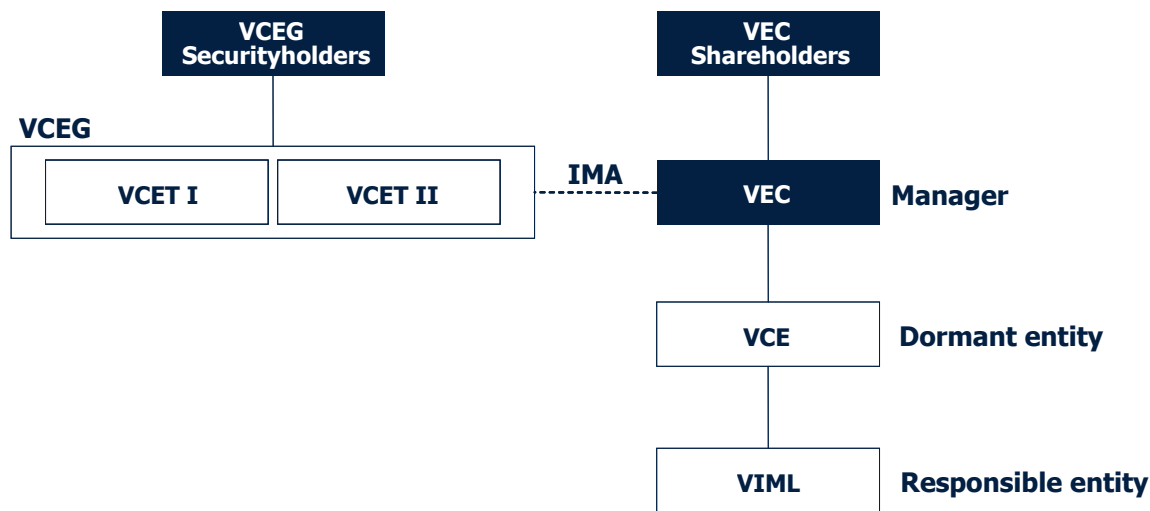 VCEG
Securityholders
VEC
Shareholders
VCEG
VCET I
VCET II
IMA
VEC
Manager
VCE
Dormant entity
VIML
Responsible entity